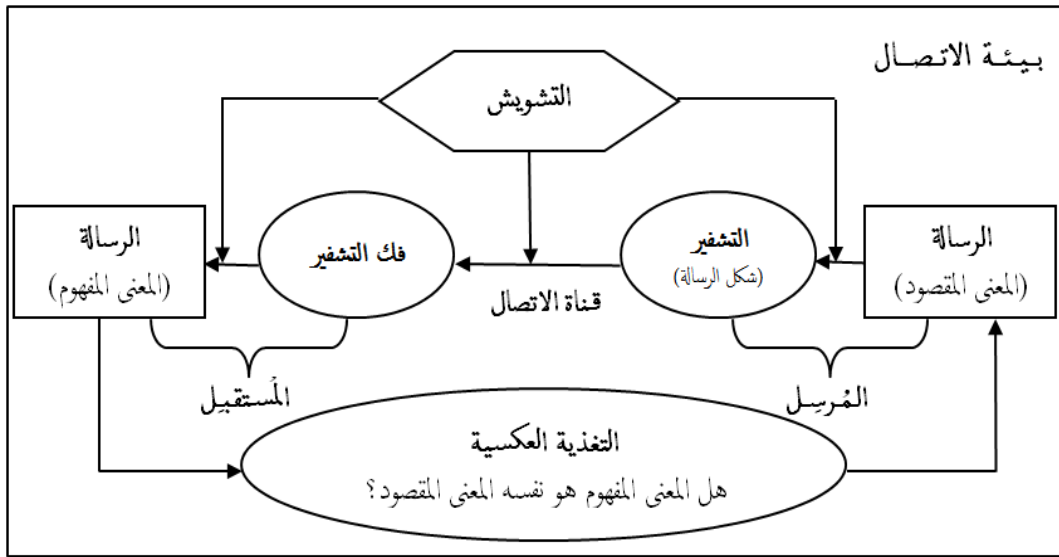 بيئة الاتصال
التشويش
الرسالة
(المعنى المقصود)
التشفير
(شكل الرسالة)
قناة الاتصال
فك التشفير
الرسالة
(المعنى المفهوم)
المُرسِل
المُستقبِل
التغذية العكسية
هل المعنى المفهوم هو نفسه المعنى المقصود؟